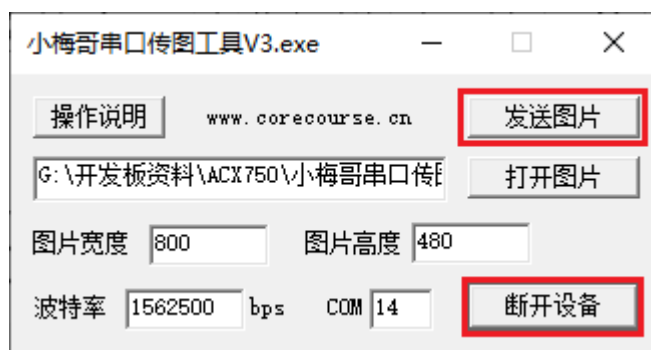 小梅哥串口传图工具V3.exe
操作说明 www.corecourse.cn 发送图片
G:\开发板资料\ACX750\小梅哥串口传 打开图片
图片宽度 800 图片高度 480
波特率 1562500 bps COM 14 断开设备